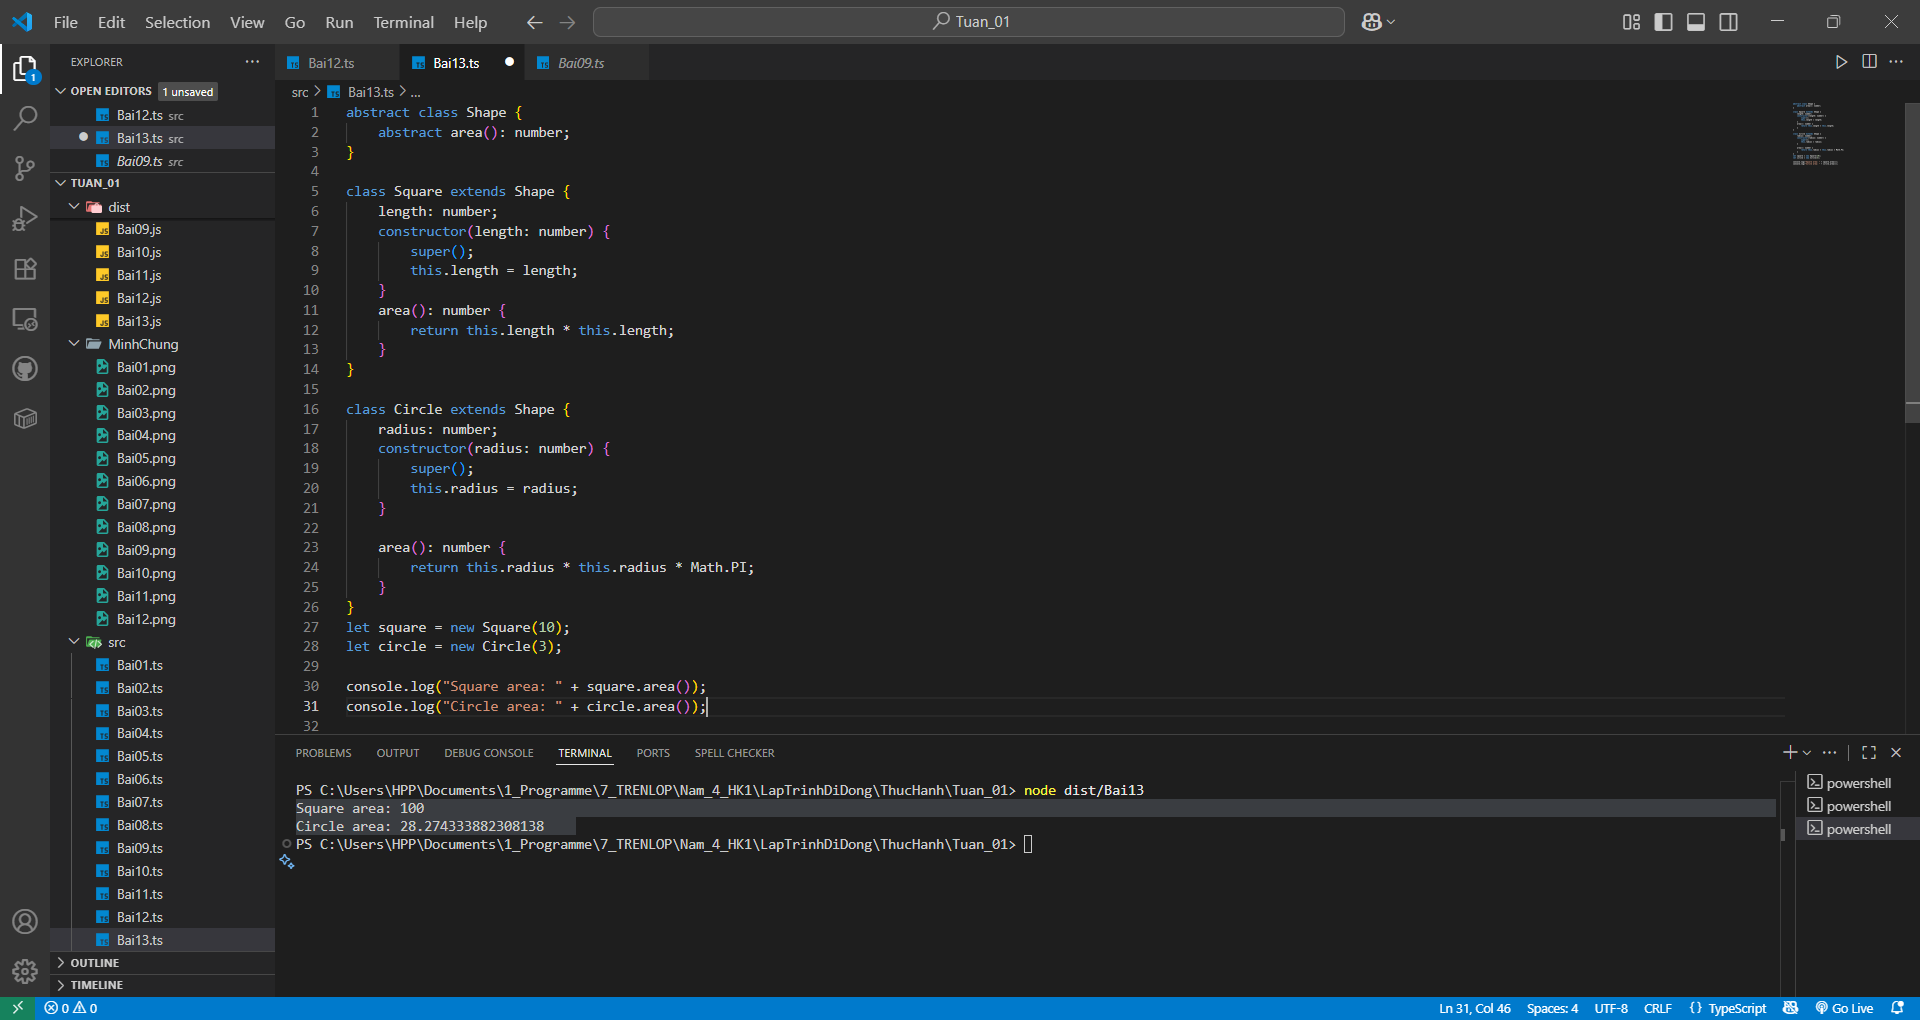 File Edit Selection View Go Run Terminal Help
Tuan_01
EXPLORER
OPEN EDITORS 1 unsaved
Bai12.ts src
Bai13.ts src
Bai09.ts src
TUAN_01
dist
Bai09.js
Bai10.js
Bai11.js
Bai12.js
Bai13.js
MinhChung
Bai01.png
Bai02.png
Bai03.png
Bai04.png
Bai05.png
Bai06.png
Bai07.png
Bai08.png
Bai09.png
Bai10.png
Bai11.png
Bai12.png
src
Bai01.ts
Bai02.ts
Bai03.ts
Bai04.ts
Bai05.ts
Bai06.ts
Bai07.ts
Bai08.ts
Bai09.ts
Bai10.ts
Bai11.ts
Bai12.ts
Bai13.ts
OUTLINE
TIMELINE
Bai12.ts Bai13.ts Bai09.ts
src > Bai13.ts > ...
1 abstract class Shape {
2     abstract area(): number;
3 }
4
5 class Square extends Shape {
6     length: number;
7     constructor(length: number) {
8         super();
9         this.length = length;
10     }
11     area(): number {
12         return this.length * this.length;
13     }
14 }
15
16 class Circle extends Shape {
17     radius: number;
18     constructor(radius: number) {
19         super();
20         this.radius = radius;
21     }
22
23     area(): number {
24         return this.radius * this.radius * Math.PI;
25     }
26 }
27 let square = new Square(10);
28 let circle = new Circle(3);
29
30 console.log("Square area: " + square.area());
31 console.log("Circle area: " + circle.area());
32
PROBLEMS OUTPUT DEBUG CONSOLE TERMINAL PORTS SPELL CHECKER
PS C:\Users\HPP\Documents\1_Programme\7_TRENLOP\Nam_4_HK1\LapTrinhDiDong\ThucHanh\Tuan_01> node dist/Bai13
Square area: 100
Circle area: 28.274333882308138
PS C:\Users\HPP\Documents\1_Programme\7_TRENLOP\Nam_4_HK1\LapTrinhDiDong\ThucHanh\Tuan_01>
powershell
powershell
powershell
0 0 Ln 31, Col 46 Spaces: 4 UTF-8 CRLF {} TypeScript Go Live